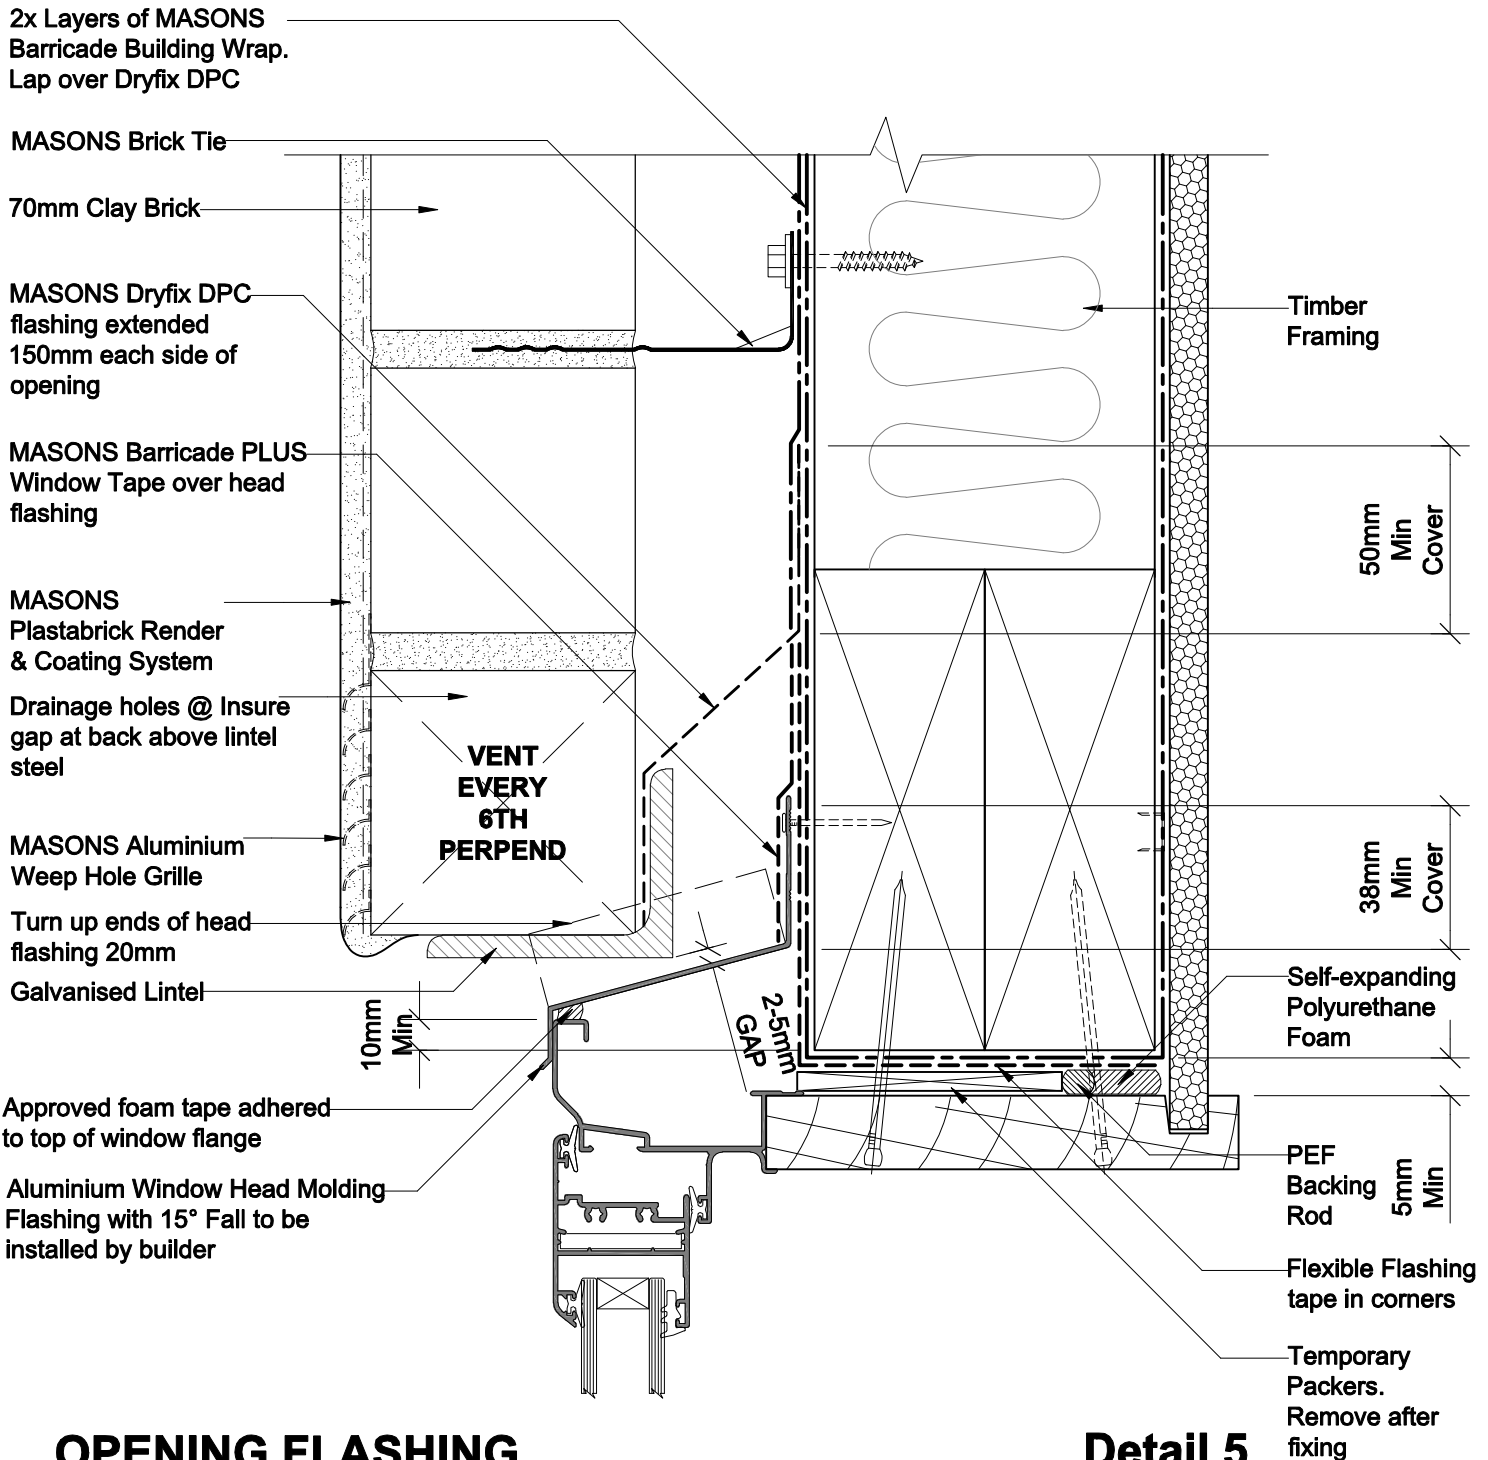 2x Layers of MASONS
Barricade Building Wrap.
Lap over Dryfix DPC
MASONS Brick Tie
70mm Clay Brick
MASONS Dryfix DPC
flashing extended
150mm each side of
opening
MASONS Barricade PLUS
Window Tape over head
flashing
MASONS
Plastabrick Render
& Coating System
Drainage holes @ Insure
gap at back above lintel
steel
MASONS Aluminium
Weep Hole Grille
Turn up ends of head
flashing 20mm
Galvanised Lintel
10mm
Min
Approved foam tape adhered
to top of window flange
Aluminium Window Head Molding
Flashing with 15° Fall to be
installed by builder
VENT
EVERY
6TH
PERPEND
2-5mm
GAP
Timber
Framing
50mm
Min
Cover
38mm
Min
Cover
Self-expanding
Polyurethane
Foam
PEF
Backing
Rod
5mm
Min
Flexible Flashing
tape in corners
Temporary
Packers.
Remove after
fixing
OPENING FLASHING
Detail 5